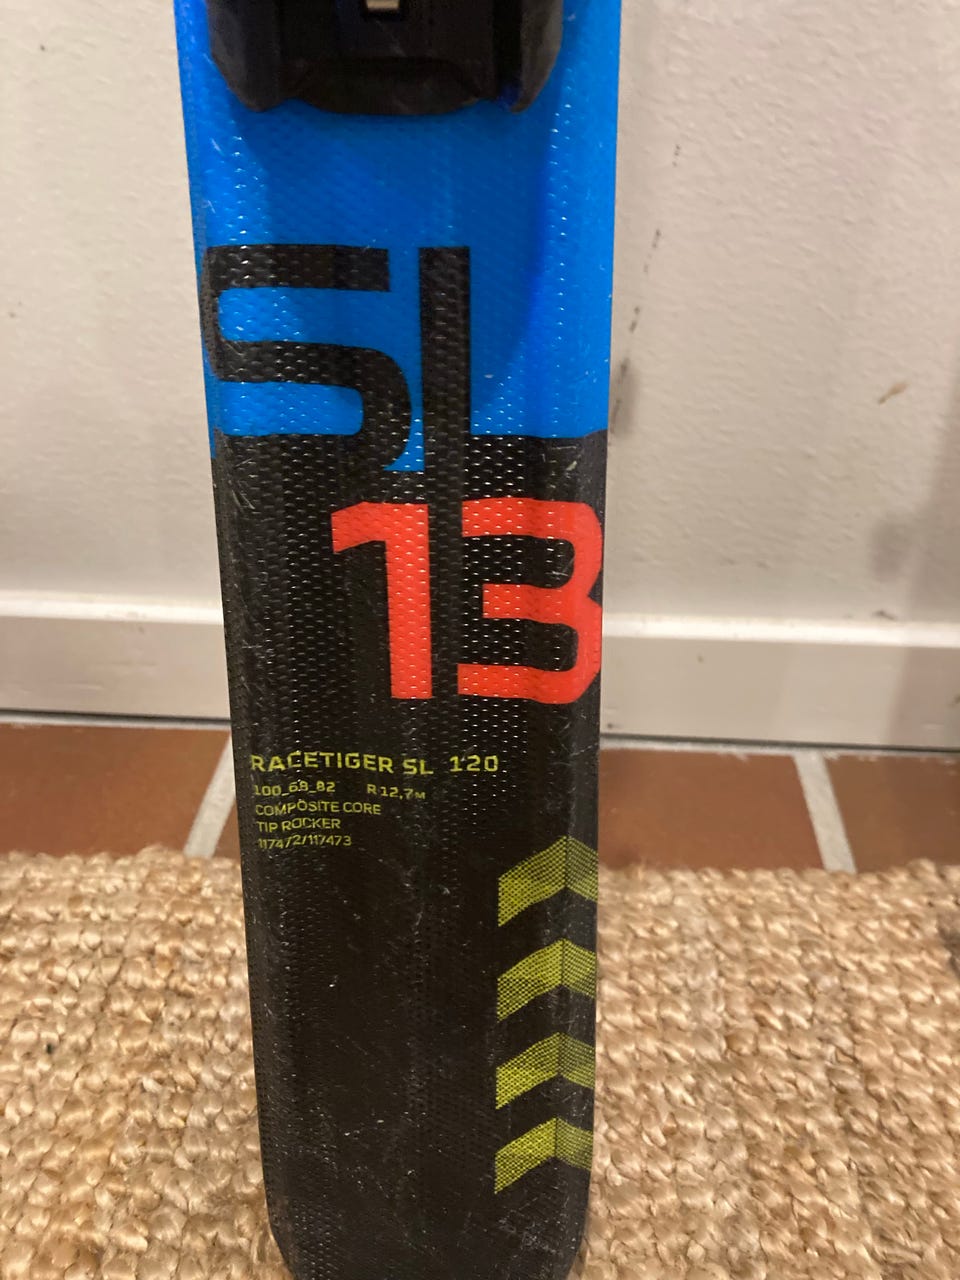 SL
13
RACETIGER SL 120
100_68_82 R 12,7M
COMPOSITE CORE
TIP ROCKER
117472/117473